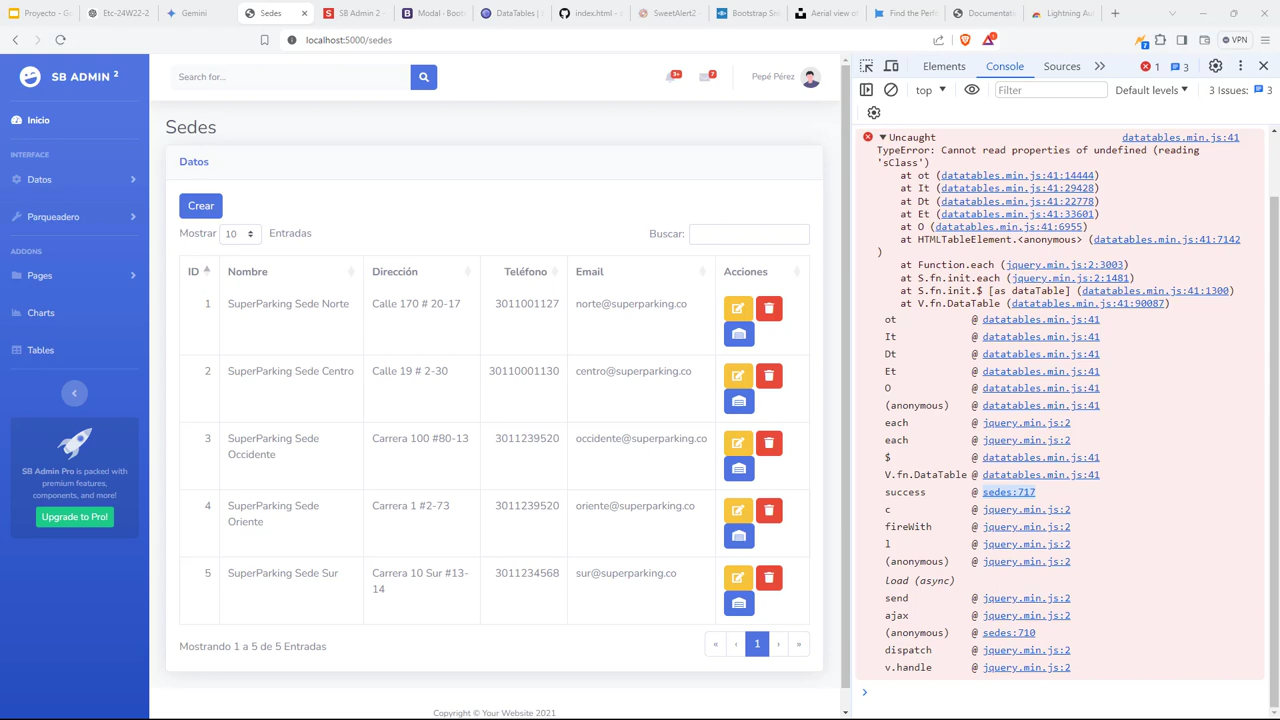 Proyecto - G
Etc-24W22-2
Gemini
Sedes
SB Admin 2
Modal · Boots
DataTables |
index.html - 
SweetAlert2
Bootstrap Sni
Aerial view of
Find the Perf
Documentati
Lightning Au
localhost:5000/sedes
7
VPN
SB ADMIN 2
Inicio
INTERFACE
Datos
Parqueadero
ADDONS
Pages
Charts
Tables
SB Admin Pro is packed with
premium features,
components, and more!
Upgrade to Pro!
Search for...
3+
7
Pepé Pérez
Sedes
Datos
Crear
Mostrar 10 Entradas
Buscar:
ID Nombre Dirección Teléfono Email Acciones
1 SuperParking Sede Norte Calle 170 # 20-17 3011001127 norte@superparking.co
2 SuperParking Sede Centro Calle 19 # 2-30 30110001130 centro@superparking.co
3 SuperParking Sede Occidente Carrera 100 #80-13 3011239520 occidente@superparking.co
4 SuperParking Sede Oriente Carrera 1 #2-73 3011239520 oriente@superparking.co
5 SuperParking Sede Sur Carrera 10 Sur #13-14 3011234568 sur@superparking.co
Mostrando 1 a 5 de 5 Entradas
« ‹ 1 › »
Copyright © Your Website 2021
Elements Console Sources 1 3
top Filter Default levels 3 Issues: 3
Uncaught datatables.min.js:41
TypeError: Cannot read properties of undefined (reading
'sClass')
at ot (datatables.min.js:41:14444)
at It (datatables.min.js:41:29428)
at Dt (datatables.min.js:41:22778)
at Et (datatables.min.js:41:33601)
at O (datatables.min.js:41:6955)
at HTMLTableElement.<anonymous> (datatables.min.js:41:7142
)
at Function.each (jquery.min.js:2:3003)
at S.fn.init.each (jquery.min.js:2:1481)
at S.fn.init.$ [as dataTable] (datatables.min.js:41:1300)
at V.fn.DataTable (datatables.min.js:41:90087)
ot @ datatables.min.js:41
It @ datatables.min.js:41
Dt @ datatables.min.js:41
Et @ datatables.min.js:41
O @ datatables.min.js:41
(anonymous) @ datatables.min.js:41
each @ jquery.min.js:2
each @ jquery.min.js:2
$ @ datatables.min.js:41
V.fn.DataTable @ datatables.min.js:41
success @ sedes:717
c @ jquery.min.js:2
fireWith @ jquery.min.js:2
l @ jquery.min.js:2
(anonymous) @ jquery.min.js:2
load (async)
send @ jquery.min.js:2
ajax @ jquery.min.js:2
(anonymous) @ sedes:710
dispatch @ jquery.min.js:2
v.handle @ jquery.min.js:2